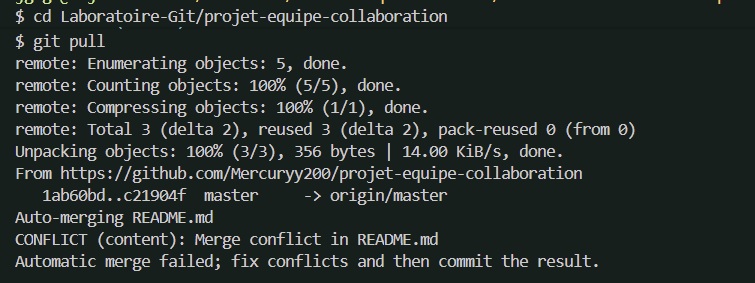 $ cd Laboratoire-Git/projet-equipe-collaboration
$ git pull
remote: Enumerating objects: 5, done.
remote: Counting objects: 100% (5/5), done.
remote: Compressing objects: 100% (1/1), done.
remote: Total 3 (delta 2), reused 3 (delta 2), pack-reused 0 (from 0)
Unpacking objects: 100% (3/3), 356 bytes | 14.00 KiB/s, done.
From https://github.com/Mercuryy200/projet-equipe-collaboration
   1ab60bd..c21904f  master     -> origin/master
Auto-merging README.md
CONFLICT (content): Merge conflict in README.md
Automatic merge failed; fix conflicts and then commit the result.